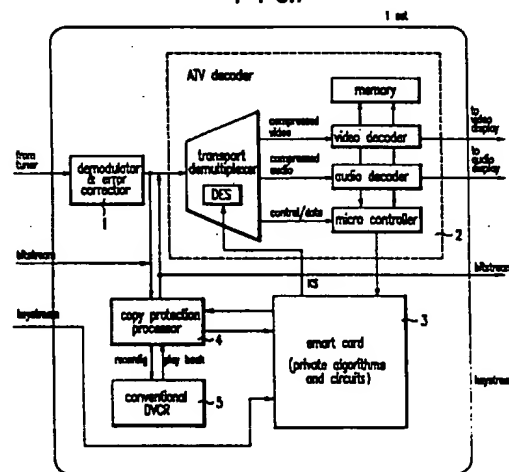 1 set
ATV decoder
memory
compressed
video
video decoder
to
video
display
from
tuner
demodulator
& error
correction
1
transport
demultiplexer
DES
compressed
audio
audio decoder
to
audio
display
control/data
micro controller
2
bitstream
bitstream
KS
keystream
copy protection
processor
4
3
smart card
(private algorithms
and circuits)
keystream
play back
conventional
DVCR
5